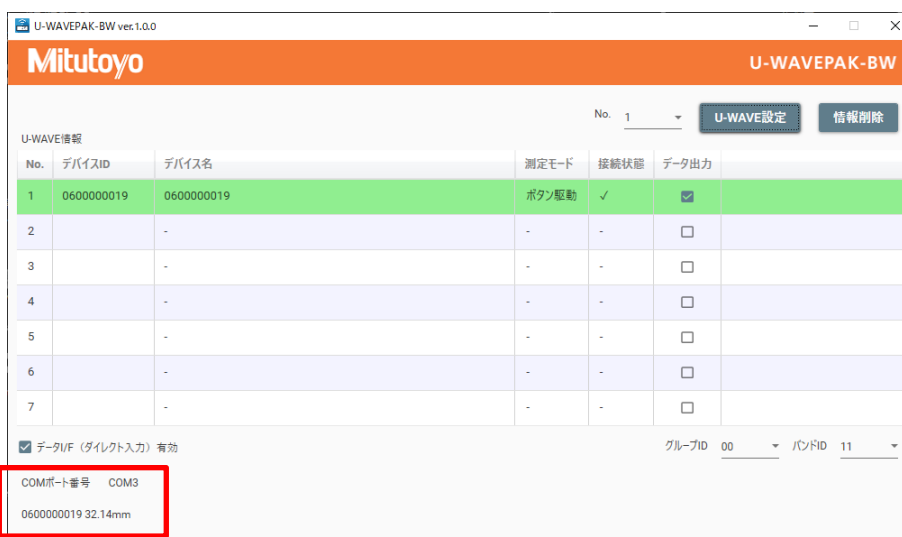 U-WAVEPAK-BW ver.1.0.0
Mitutoyo
U-WAVEPAK-BW
No. 1 U-WAVE設定 情報削除
U-WAVE情報
No. デバイスID デバイス名 測定モード 接続状態 データ出力
1 0600000019 0600000019 ボタン駆動 ✓
2 - - -
3 - - -
4 - - -
5 - - -
6 - - -
7 - - -
データI/F（ダイレクト入力）有効 グループID 00 バンドID 11
COMポート番号 COM3
0600000019 32.14mm